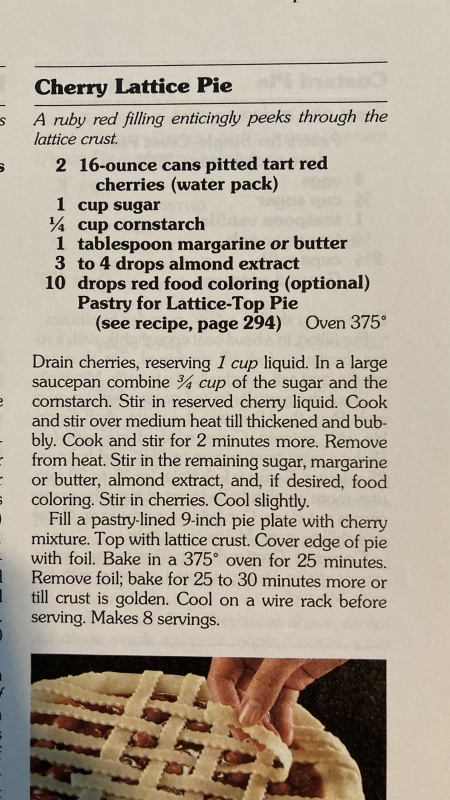 Cherry Lattice Pie
A ruby red filling enticingly peeks through the
lattice crust.
2 16-ounce cans pitted tart red
cherries (water pack)
1 cup sugar
¼ cup cornstarch
1 tablespoon margarine or butter
3 to 4 drops almond extract
10 drops red food coloring (optional)
Pastry for Lattice-Top Pie
(see recipe, page 294) Oven 375°
Drain cherries, reserving 1 cup liquid. In a large
saucepan combine ¾ cup of the sugar and the
cornstarch. Stir in reserved cherry liquid. Cook
and stir over medium heat till thickened and bub-
bly. Cook and stir for 2 minutes more. Remove
from heat. Stir in the remaining sugar, margarine
or butter, almond extract, and, if desired, food
coloring. Stir in cherries. Cool slightly.
Fill a pastry-lined 9-inch pie plate with cherry
mixture. Top with lattice crust. Cover edge of pie
with foil. Bake in a 375° oven for 25 minutes.
Remove foil; bake for 25 to 30 minutes more or
till crust is golden. Cool on a wire rack before
serving. Makes 8 servings.